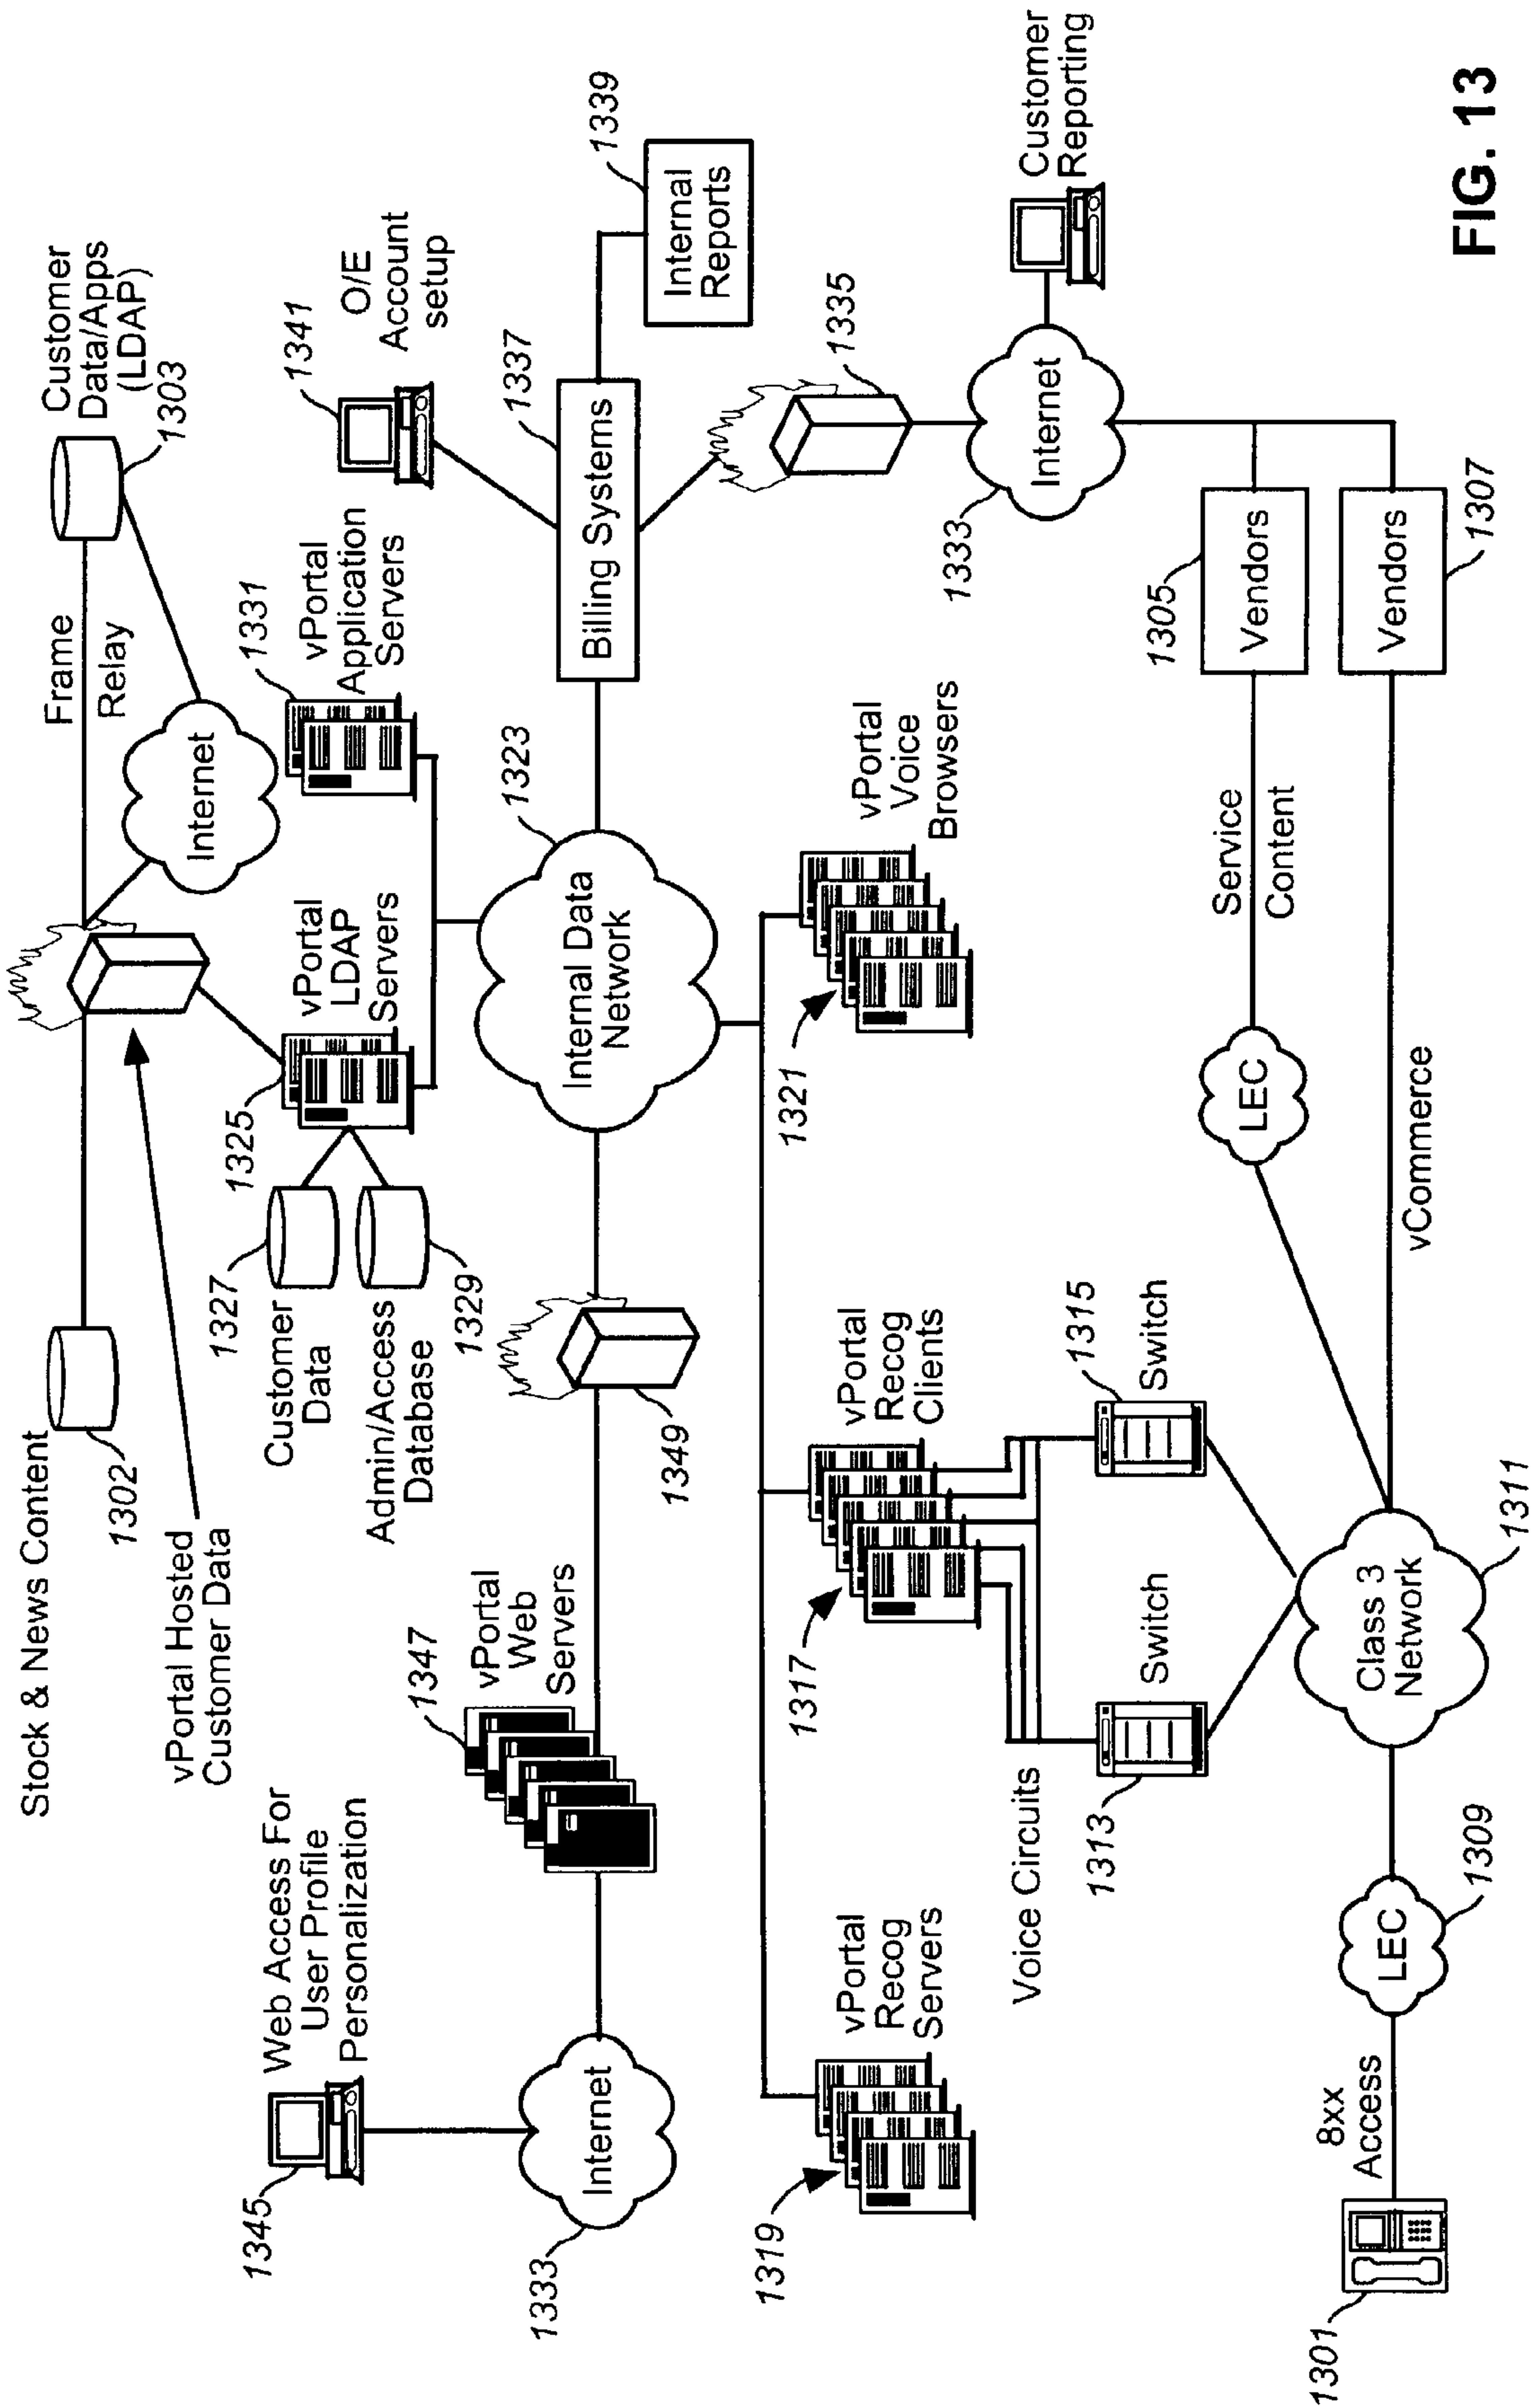 Stock & News Content
1302
vPortal Hosted
Customer Data
Frame
Relay
Internet
Customer
Data/Apps
(LDAP)
1303
Web Access For
User Profile
Personalization
1345
1327
Customer
Data
Admin/Access
Database
1329
1325
vPortal
LDAP
Servers
1331
vPortal
Application
Servers
1341
O/E
Account
setup
Internet
1333
1347
vPortal
Web
Servers
1349
Internal Data
Network
1323
Billing Systems
1337
Internal
Reports
1339
1319
vPortal
Recog
Servers
1317
vPortal
Recog
Clients
1321
vPortal
Voice
Browsers
1335
Internet
1333
Customer
Reporting
Voice Circuits
1313
Switch
1315
Switch
LEC
Service
Content
1305
Vendors
1301
8xx
Access
LEC
1309
Class 3
Network
1311
vCommerce
Vendors
1307
FIG. 13